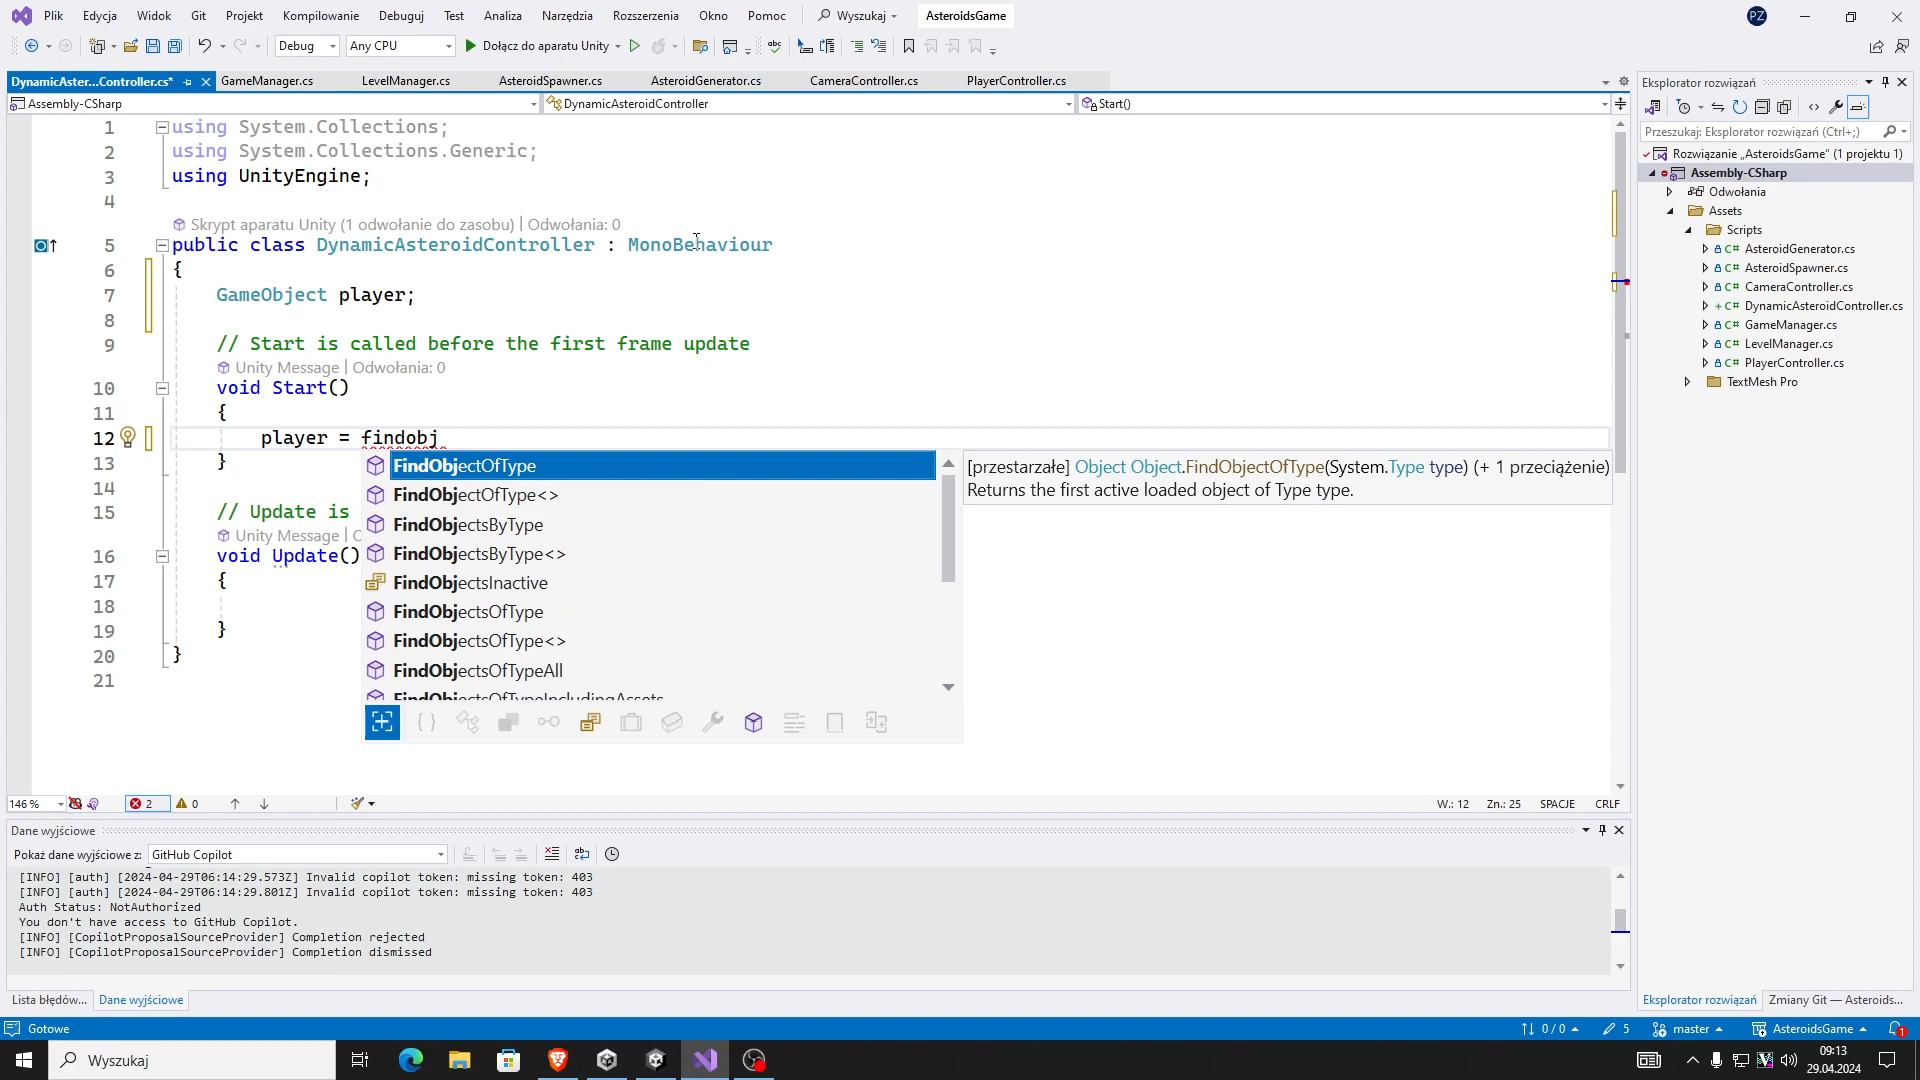 Plik Edycja Widok Git Projekt Kompilowanie Debuguj Test Analiza Narzędzia Rozszerzenia Okno Pomoc Wyszukaj AsteroidsGame PZ
Debug Any CPU Dołącz do aparatu Unity
DynamicAster...Controller.cs* GameManager.cs LevelManager.cs AsteroidSpawner.cs AsteroidGenerator.cs CameraController.cs PlayerController.cs
Assembly-CSharp DynamicAsteroidController Start()
1 using System.Collections;
2 using System.Collections.Generic;
3 using UnityEngine;
4
Skrypt aparatu Unity (1 odwołanie do zasobu) | Odwołania: 0
5 public class DynamicAsteroidController : MonoBehaviour
6 {
7 GameObject player;
8
9 // Start is called before the first frame update
Unity Message | Odwołania: 0
10 void Start()
11 {
12 player = findobj
13 }
14
15 // Update is
Unity Message |
16 void Update()
17 {
18
19 }
20 }
21
FindObjectOfType
FindObjectOfType<>
FindObjectsByType
FindObjectsByType<>
FindObjectsInactive
FindObjectsOfType
FindObjectsOfType<>
FindObjectsOfTypeAll
FindObjectsOfTypeIncludingAssets
[przestarzałe] Object Object.FindObjectOfType(System.Type type) (+ 1 przeciążenie)
Returns the first active loaded object of Type type.
146 % 2 0 W.: 12 Zn.: 25 SPACJE CRLF
Dane wyjściowe
Pokaż dane wyjściowe z: GitHub Copilot
[INFO] [auth] [2024-04-29T06:14:29.573Z] Invalid copilot token: missing token: 403
[INFO] [auth] [2024-04-29T06:14:29.801Z] Invalid copilot token: missing token: 403
Auth Status: NotAuthorized
You don't have access to GitHub Copilot.
[INFO] [CopilotProposalSourceProvider] Completion rejected
[INFO] [CopilotProposalSourceProvider] Completion dismissed
Lista błędów... Dane wyjściowe
Eksplorator rozwiązań
Przeszukaj: Eksplorator rozwiązań (Ctrl+;)
Rozwiązanie „AsteroidsGame” (1 projektu 1)
Assembly-CSharp
Odwołania
Assets
Scripts
C# AsteroidGenerator.cs
C# AsteroidSpawner.cs
C# CameraController.cs
+ C# DynamicAsteroidController.cs
C# GameManager.cs
C# LevelManager.cs
C# PlayerController.cs
TextMesh Pro
Eksplorator rozwiązań Zmiany Git — Asteroids...
Gotowe 0 / 0 5 master AsteroidsGame 1
Wyszukaj 09:13
29.04.2024